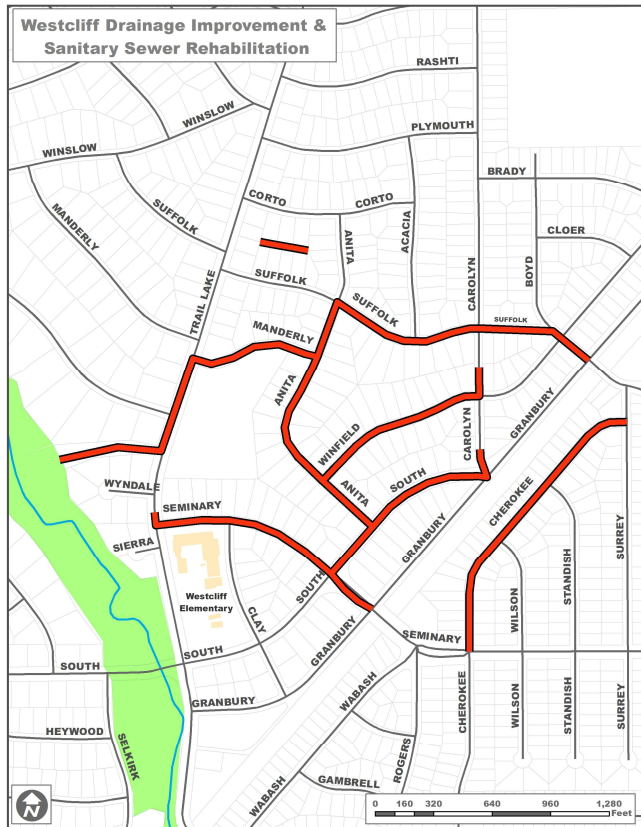 Westcliff Drainage Improvement &
Sanitary Sewer Rehabilitation
RASHTI
WINSLOW
PLYMOUTH
WINSLOW
BRADY
MANDERLY
SUFFOLK
CORTO
CORTO
ACACIA
ANITA
CLOER
BOYD
CAROLYN
SUFFOLK
TRAIL LAKE
SUFFOLK
SUFFOLK
MANDERLY
ANITA
GRANBURY
WINFIELD
CAROLYN
SOUTH
WYNDALE
ANITA
CHEROKEE
SEMINARY
GRANBURY
SIERRA
SURREY
STANDISH
WILSON
Westcliff
Elementary
SOUTH
CLAY
SEMINARY
GRANBURY
SOUTH
SOUTH
WABASH
GRANBURY
CHEROKEE
WILSON
STANDISH
SURREY
HEYWOOD
SELKIRK
ROGERS
GAMBRELL
WABASH
N
0 160 320 640 960 1,280
Feet